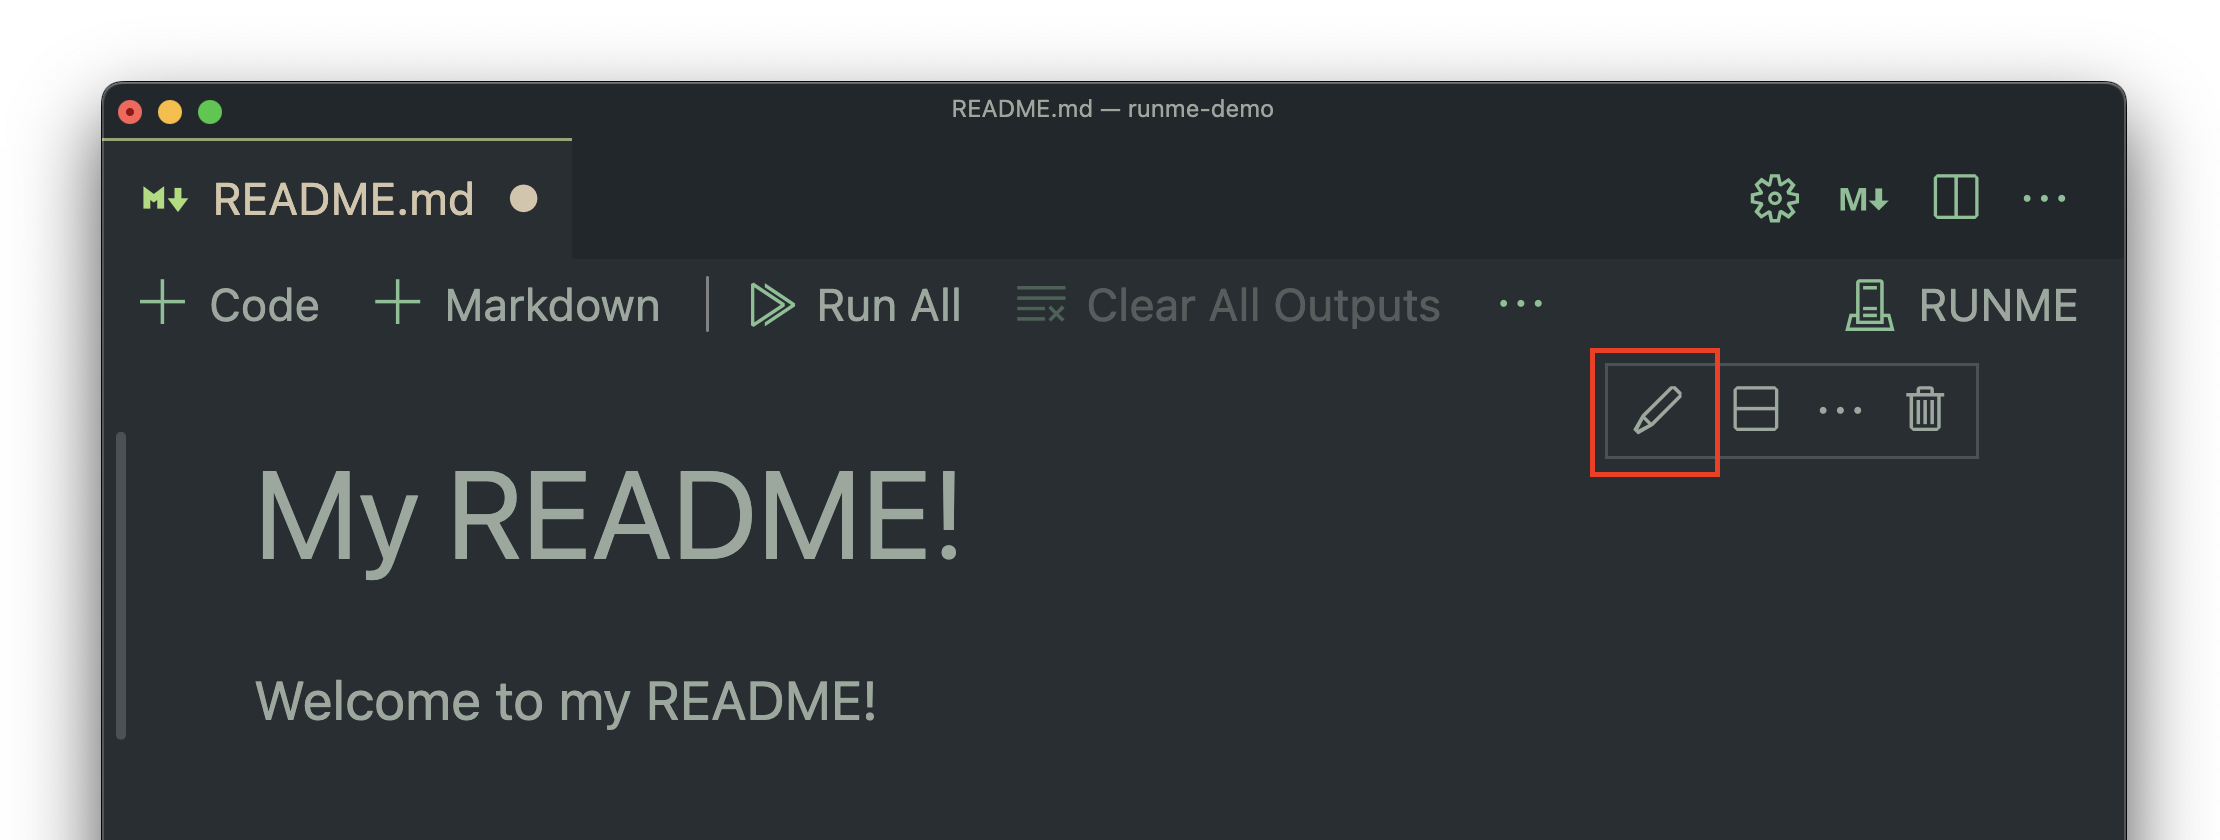 README.md — runme-demo
M↓ README.md
M↓
Code Markdown Run All Clear All Outputs ... RUNME
My README!
Welcome to my README!